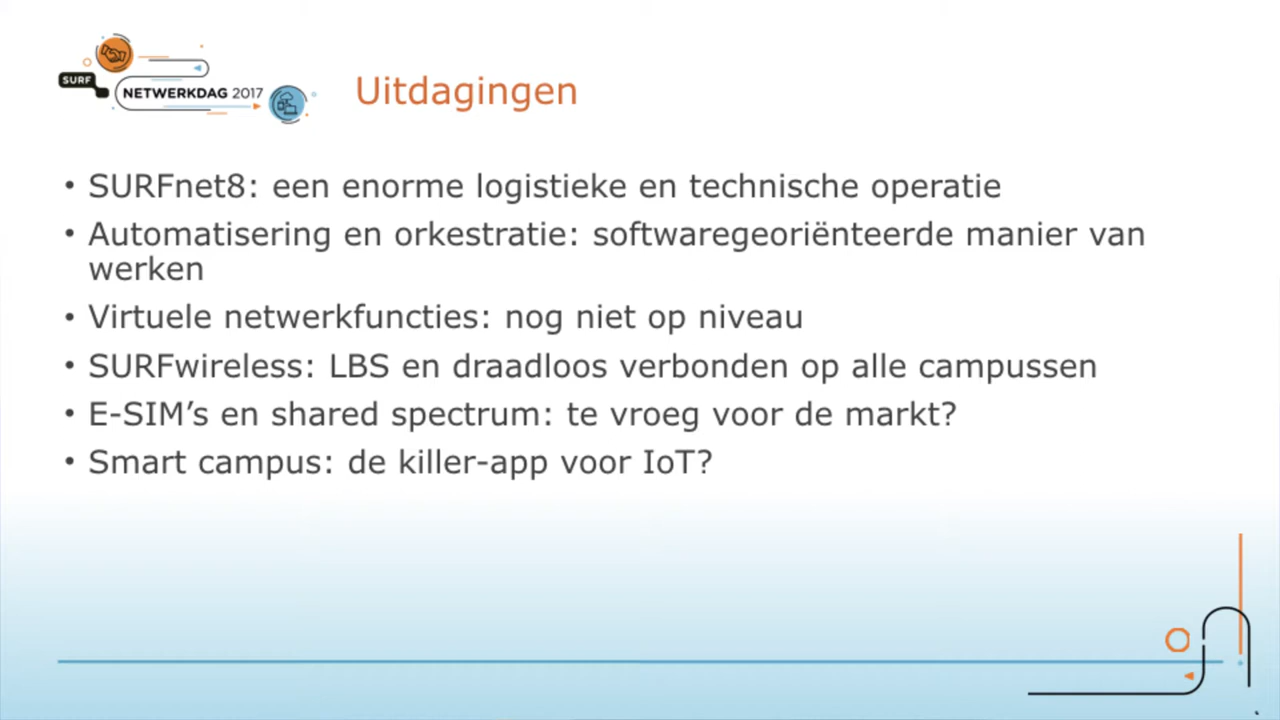 SURF
NETWERKDAG 2017
Uitdagingen
• SURFnet8: een enorme logistieke en technische operatie
• Automatisering en orkestratie: softwaregeoriënteerde manier van
werken
• Virtuele netwerkfuncties: nog niet op niveau
• SURFwireless: LBS en draadloos verbonden op alle campussen
• E-SIM’s en shared spectrum: te vroeg voor de markt?
• Smart campus: de killer-app voor IoT?